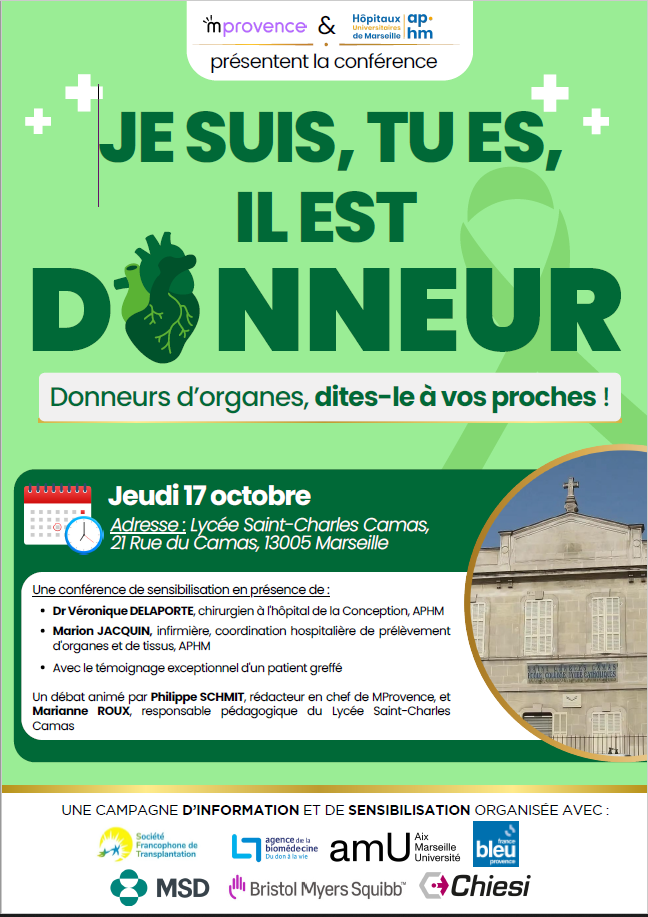 mprovence & Hôpitaux Universitaires de Marseille ap.hm
présentent la conférence
JE SUIS, TU ES,
IL EST
D NNEUR
Donneurs d'organes, dites-le à vos proches !
Jeudi 17 octobre
Adresse : Lycée Saint-Charles Camas,
21 Rue du Camas, 13005 Marseille
Une conférence de sensibilisation en présence de :
• Dr Véronique DELAPORTE, chirurgien à l'hôpital de la Conception, APHM
• Marion JACQUIN, infirmière, coordination hospitalière de prélèvement
d'organes et de tissus, APHM
• Avec le témoignage exceptionnel d'un patient greffé
Un débat animé par Philippe SCHMIT, rédacteur en chef de MProvence, et
Marianne ROUX, responsable pédagogique du Lycée Saint-Charles
Camas
UNE CAMPAGNE D'INFORMATION ET DE SENSIBILISATION ORGANISÉE AVEC :
Société
Francophone de
Transplantation
agence de la
biomédecine
Du don à la vie
amU Aix
Marseille
Université
france
bleu
provence
MSD
Bristol Myers Squibb™
Chiesi